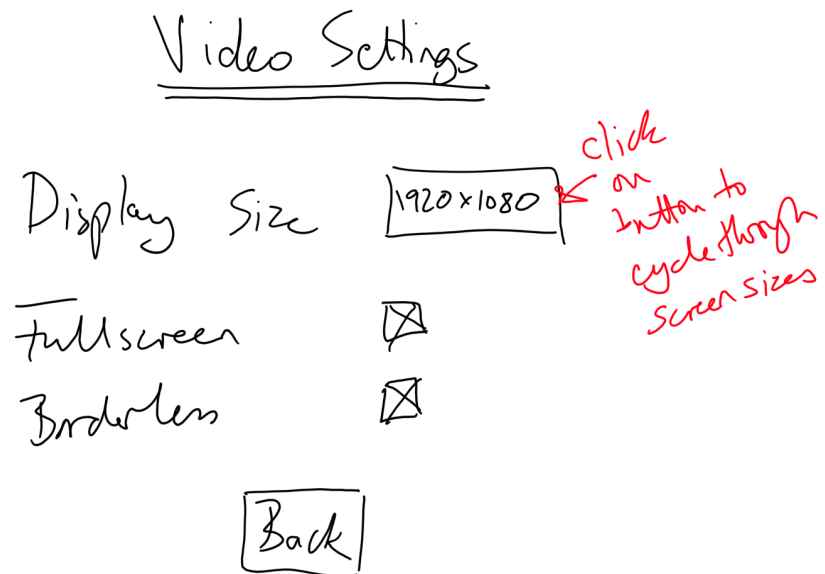 Video Settings
Display Size
1920x1080
click
on
button to
cycle through
screen sizes
Fullscreen
Borderless
Back